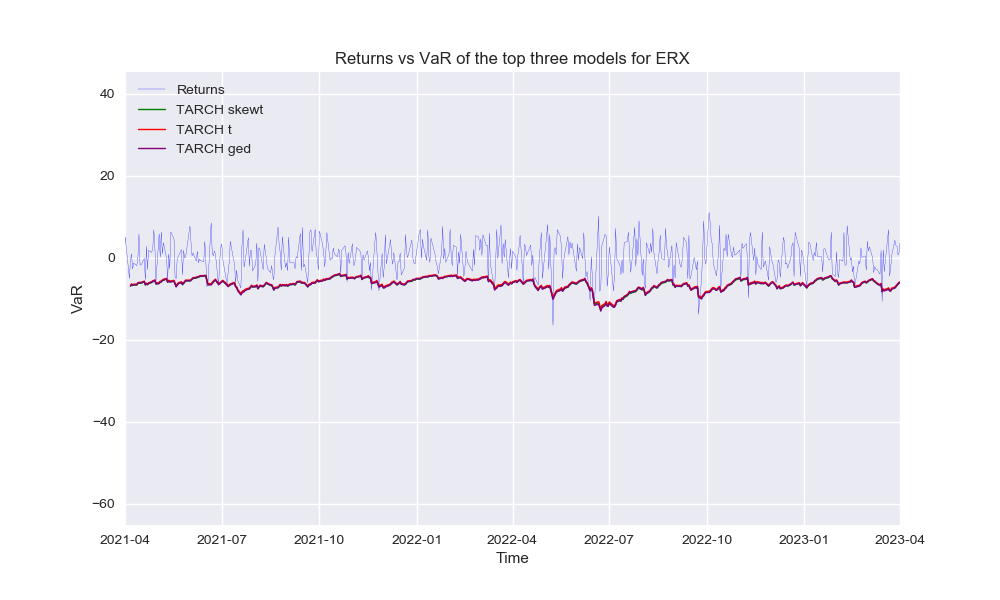 Returns vs VaR of the top three models for ERX
Returns
TARCH skewt
TARCH t
TARCH ged
40
20
0
−20
−40
−60
VaR
2021-04 2021-07 2021-10 2022-01 2022-04 2022-07 2022-10 2023-01 2023-04
Time